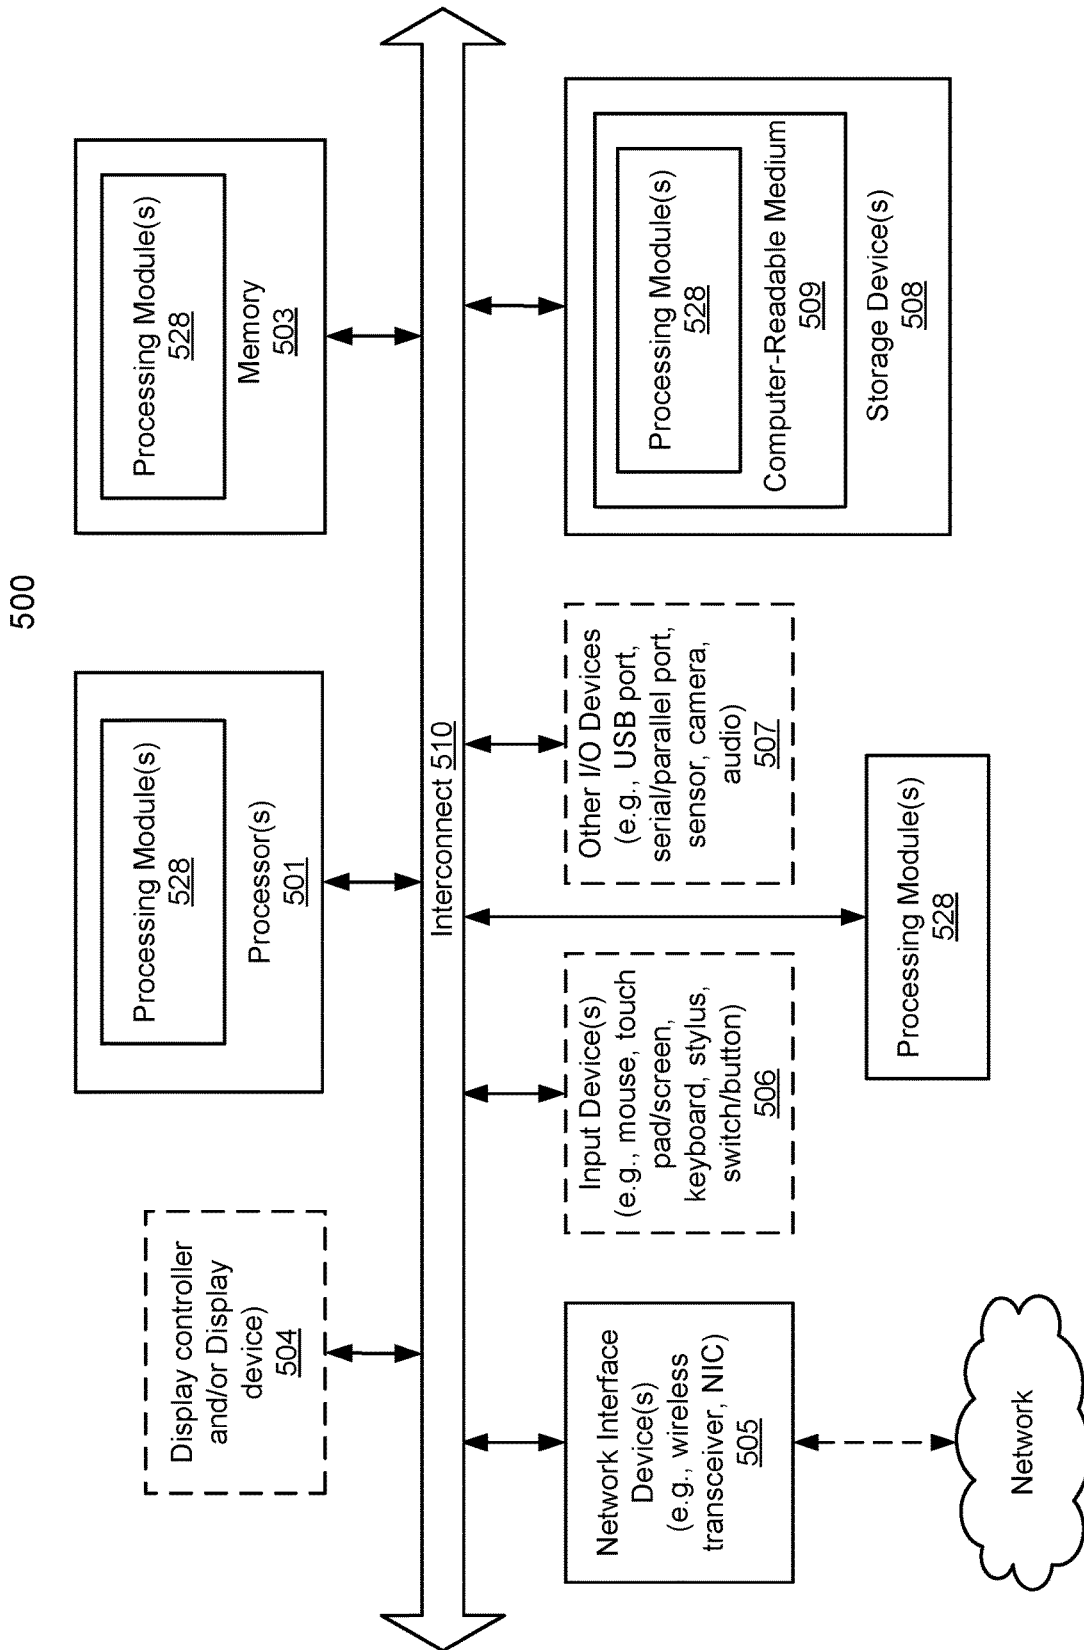 500
Display controller
and/or Display
device)
504
Processing Module(s)
528
Processor(s)
501
Processing Module(s)
528
Memory
503
Interconnect 510
Network Interface
Device(s)
(e.g., wireless
transceiver, NIC)
505
Input Device(s)
(e.g., mouse, touch
pad/screen,
keyboard, stylus,
switch/button)
506
Other I/O Devices
(e.g., USB port,
serial/parallel port,
sensor, camera,
audio)
507
Processing Module(s)
528
Computer-Readable Medium
509
Storage Device(s)
508
Network
Processing Module(s)
528